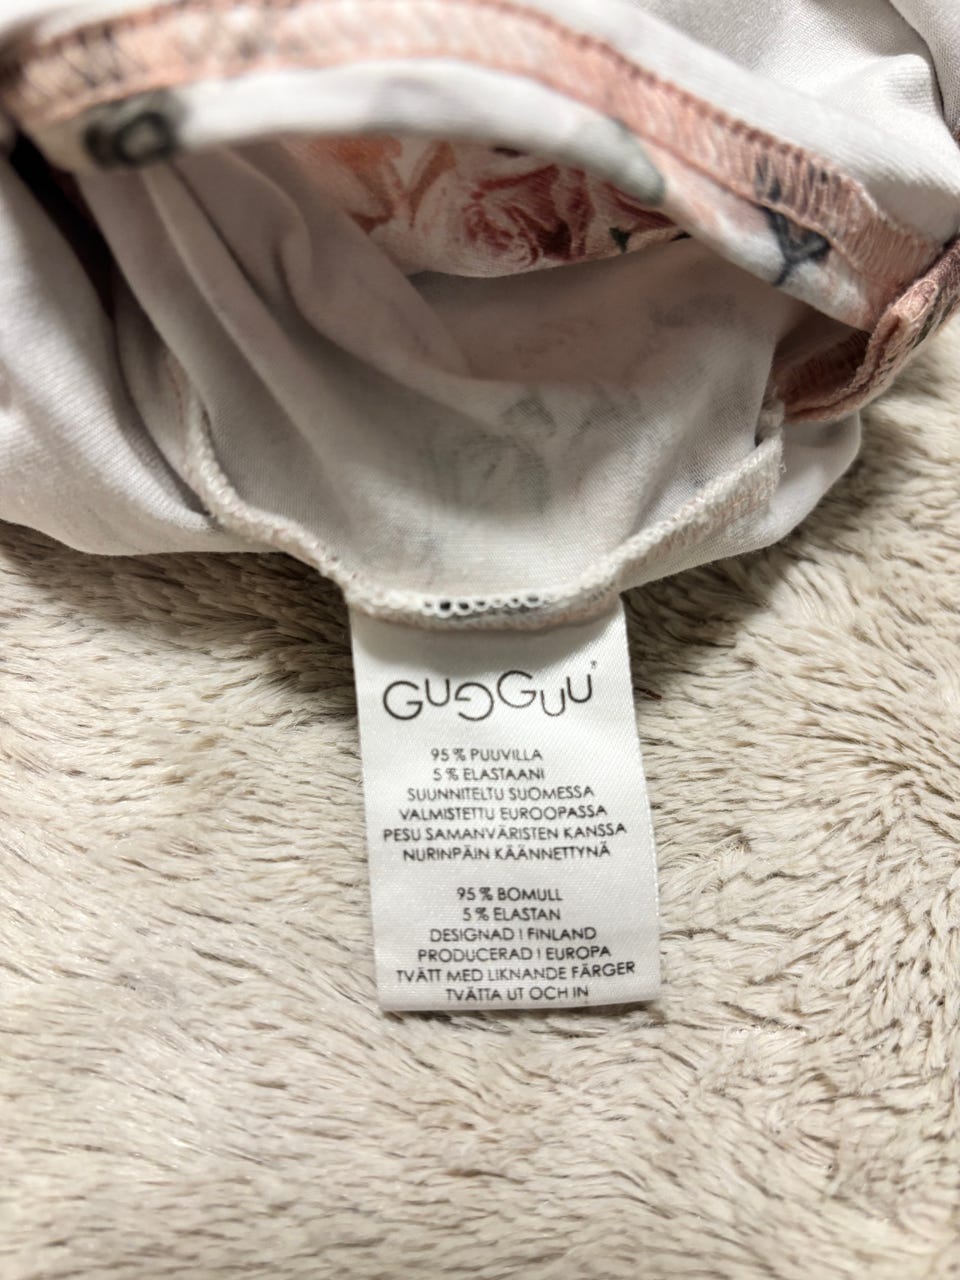 GUGGUU®
95 % PUUVILLA
5 % ELASTAANI
SUUNNITELTU SUOMESSA
VALMISTETTU EUROOPASSA
PESU SAMANVÄRISTEN KANSSA
NURINPÄIN KÄÄNNETTYNÄ
95 % BOMULL
5 % ELASTAN
DESIGNAD I FINLAND
PRODUCERAD I EUROPA
TVÄTT MED LIKNANDE FÄRGER
TVÄTTA UT OCH IN